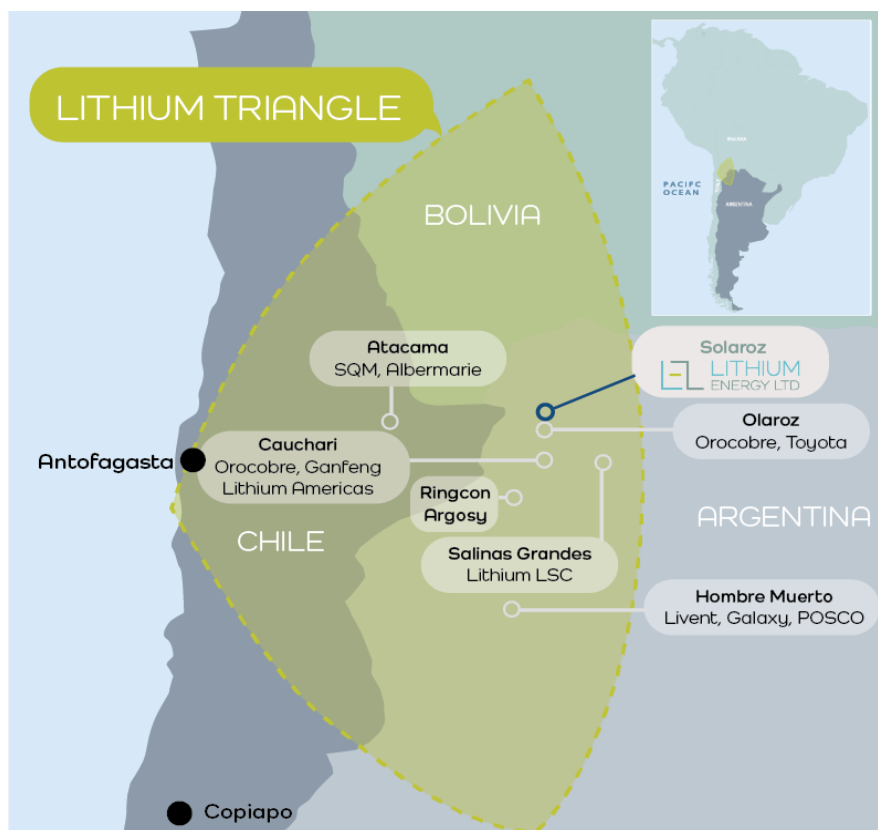 LITHIUM TRIANGLE
BOLIVIA
PACIFC
OCEAN
ARGENTINA
Atacama
SQM, Albermarie
Solaroz
LITHIUM
ENERGY LTD
Olaroz
Orocobre, Toyota
Cauchari
Orocobre, Ganfeng
Lithium Americas
Antofagasta
Ringcon
Argosy
ARGENTINA
CHILE
Salinas Grandes
Lithium LSC
Hombre Muerto
Livent, Galaxy, POSCO
Copiapo